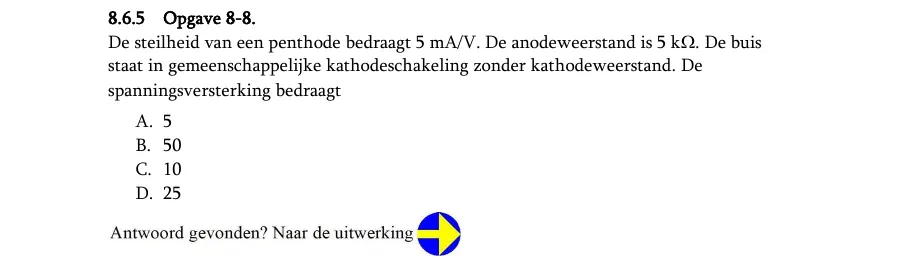 8.6.5 Opgave 8-8.
De steilheid van een penthode bedraagt 5 mA/V. De anodeweerstand is 5 kΩ. De buis
staat in gemeenschappelijke kathodeschakeling zonder kathodeweerstand. De
spanningsversterking bedraagt
A. 5
B. 50
C. 10
D. 25
Antwoord gevonden? Naar de uitwerking